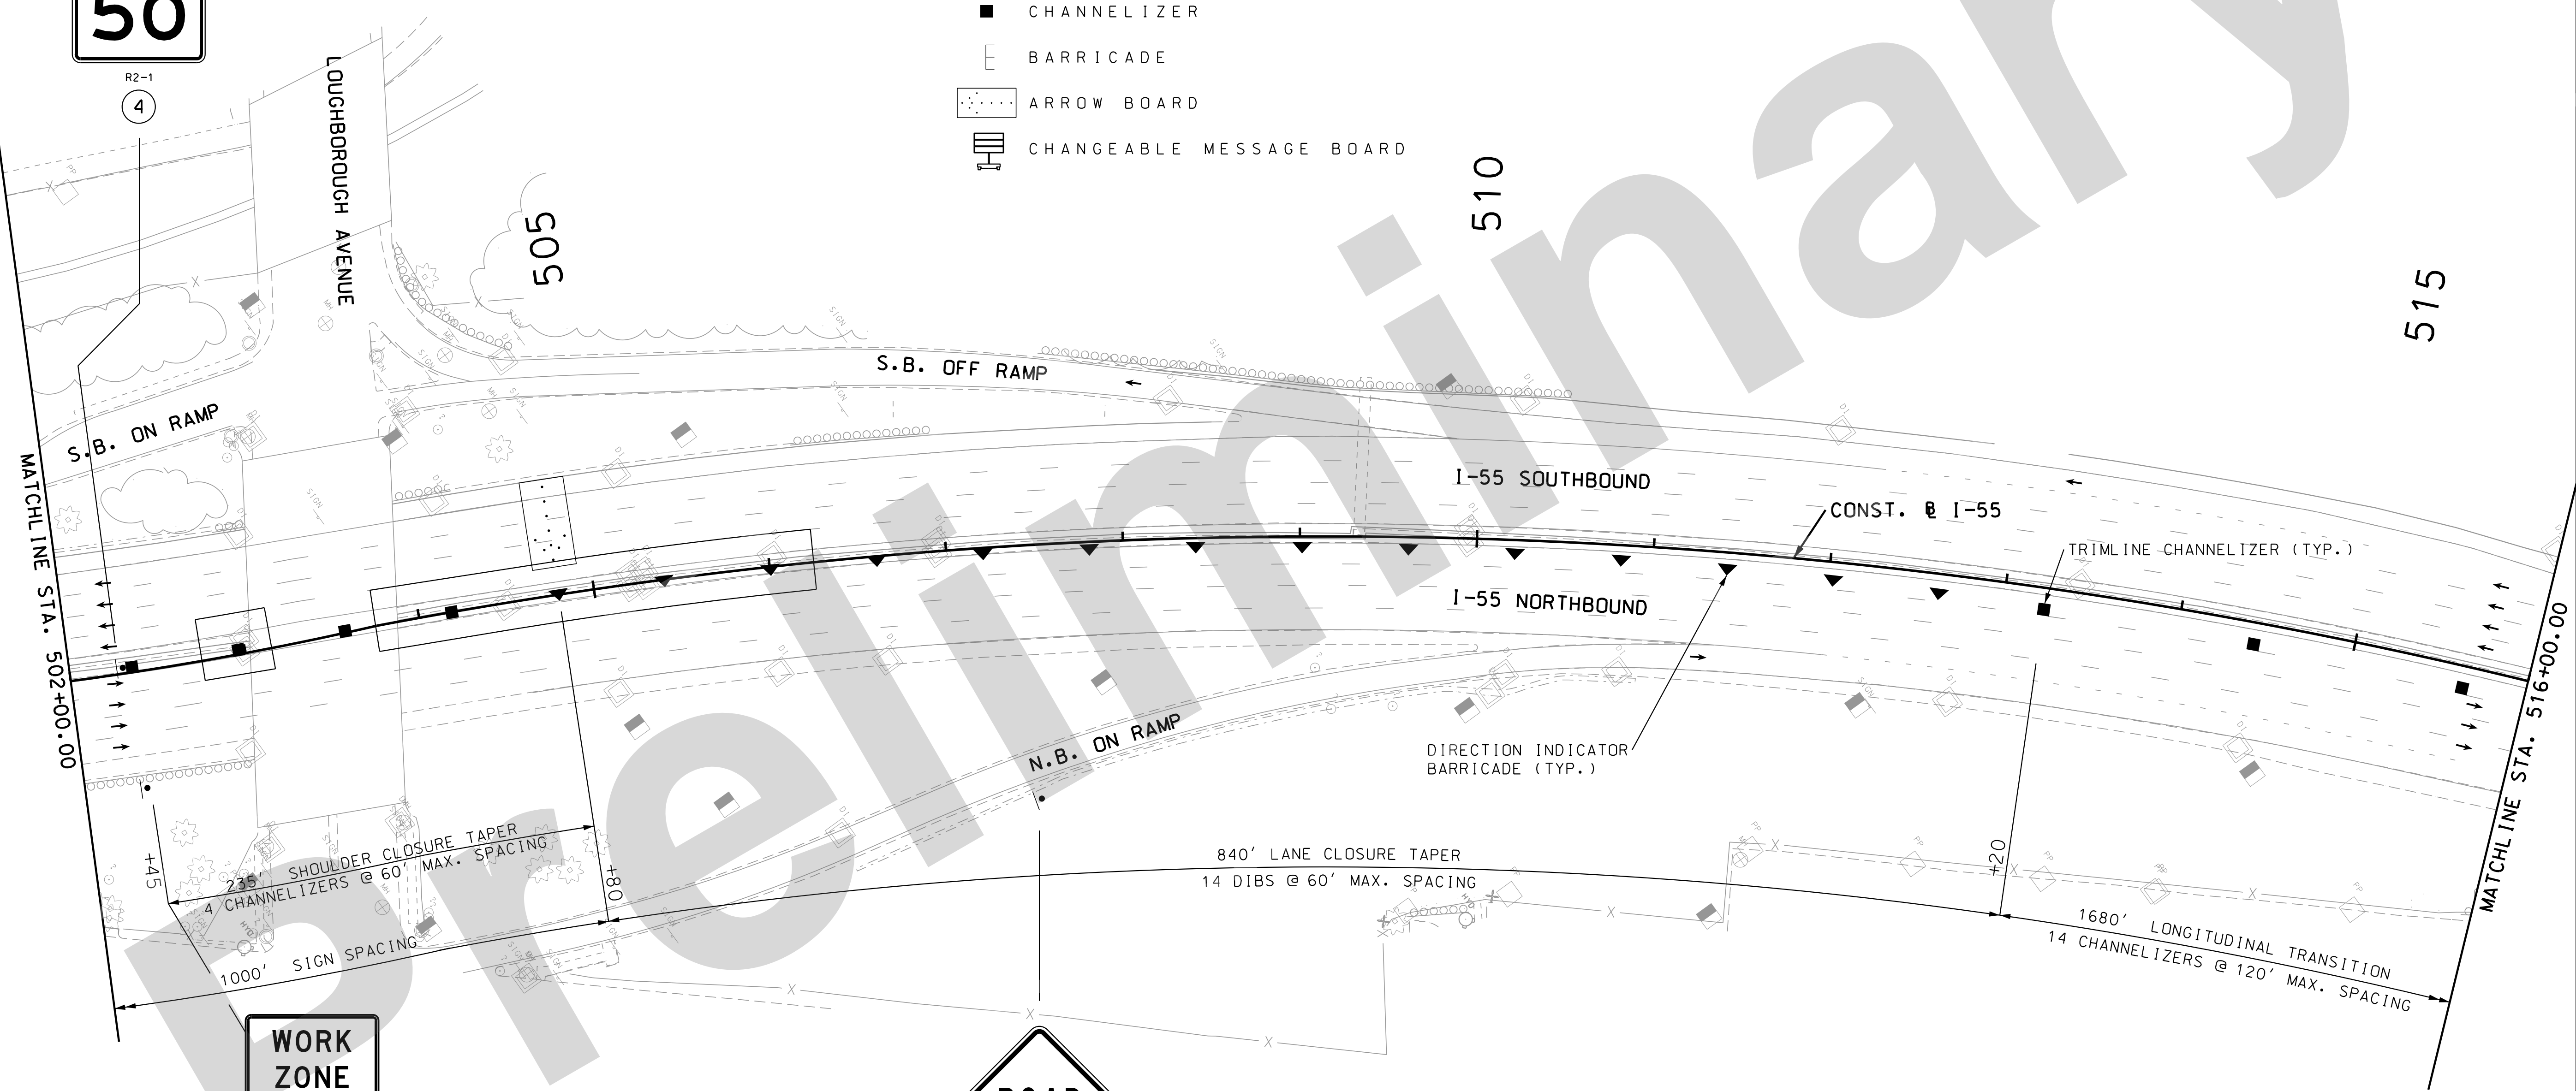 50
R2-1
4
CHANNELIZER
BARRICADE
ARROW BOARD
CHANGEABLE MESSAGE BOARD
LOUGHBOROUGH AVENUE
505
510
515
S.B. OFF RAMP
S.B. ON RAMP
MATCHLINE STA. 502+00.00
I-55 SOUTHBOUND
CONST. ℄ I-55
TRIMLINE CHANNELIZER (TYP.)
I-55 NORTHBOUND
MATCHLINE STA. 516+00.00
N.B. ON RAMP
DIRECTION INDICATOR
BARRICADE (TYP.)
+45
235' SHOULDER CLOSURE TAPER
4 CHANNELIZERS @ 60' MAX. SPACING
+80
840' LANE CLOSURE TAPER
14 DIBS @ 60' MAX. SPACING
+20
1680' LONGITUDINAL TRANSITION
14 CHANNELIZERS @ 120' MAX. SPACING
1000' SIGN SPACING
WORK
ZONE
ROAD
Preliminary